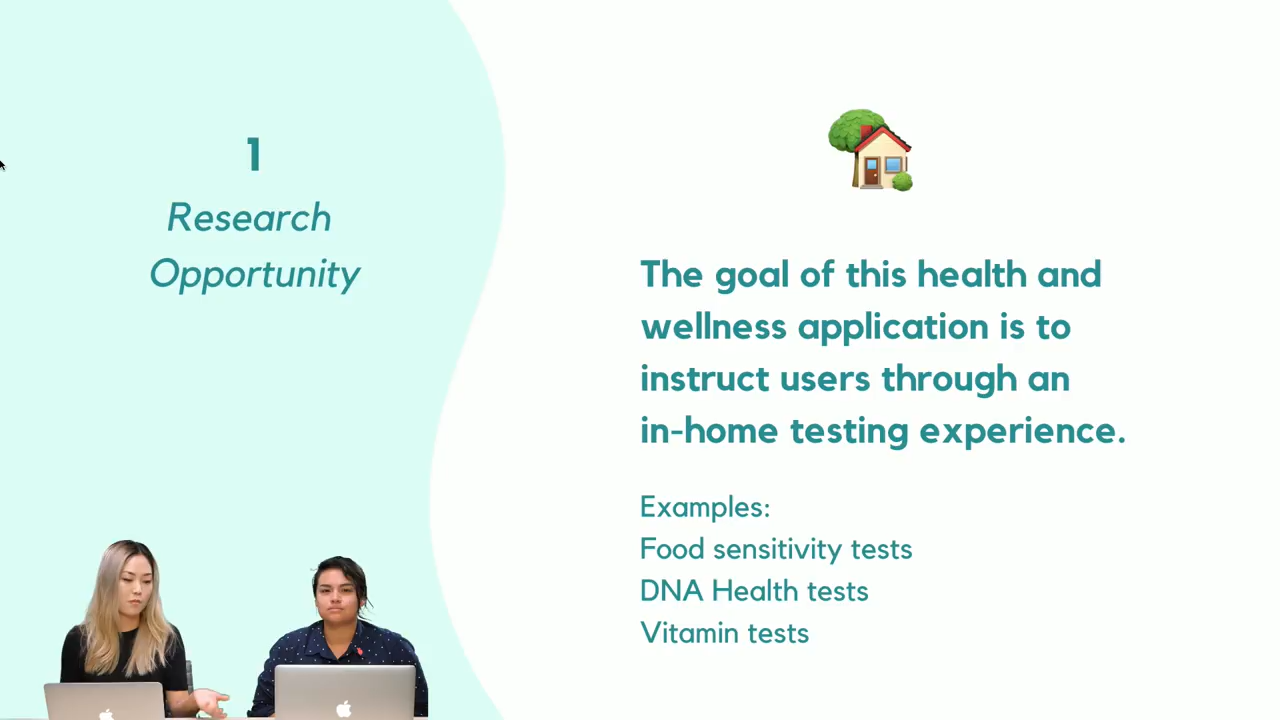 1
Research
Opportunity
The goal of this health and
wellness application is to
instruct users through an
in-home testing experience.
Examples:
Food sensitivity tests
DNA Health tests
Vitamin tests